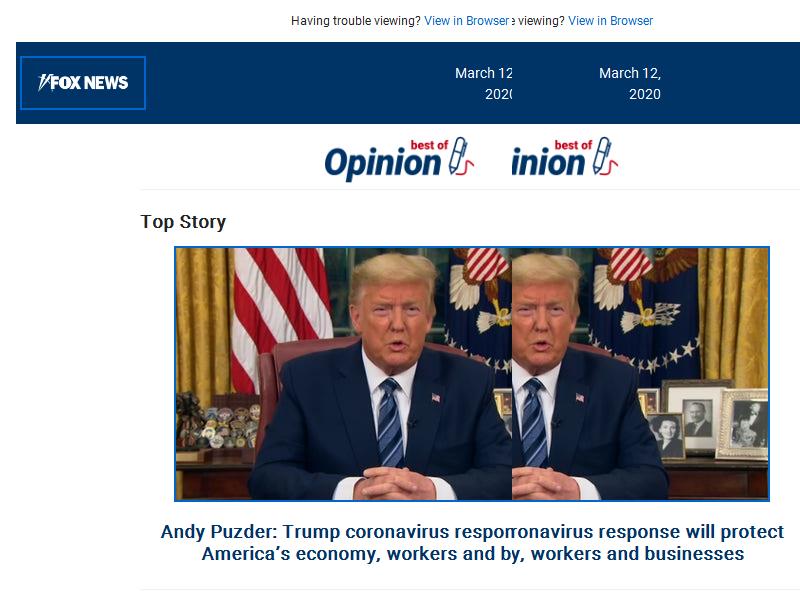 Having trouble viewing? View in Browser e viewing? View in Browser
FOX NEWS
March 12 March 12,
2020 2020
best of best of
Opinion inion
Top Story
Andy Puzder: Trump coronavirus responronavirus response will protect
America's economy, workers and by, workers and businesses